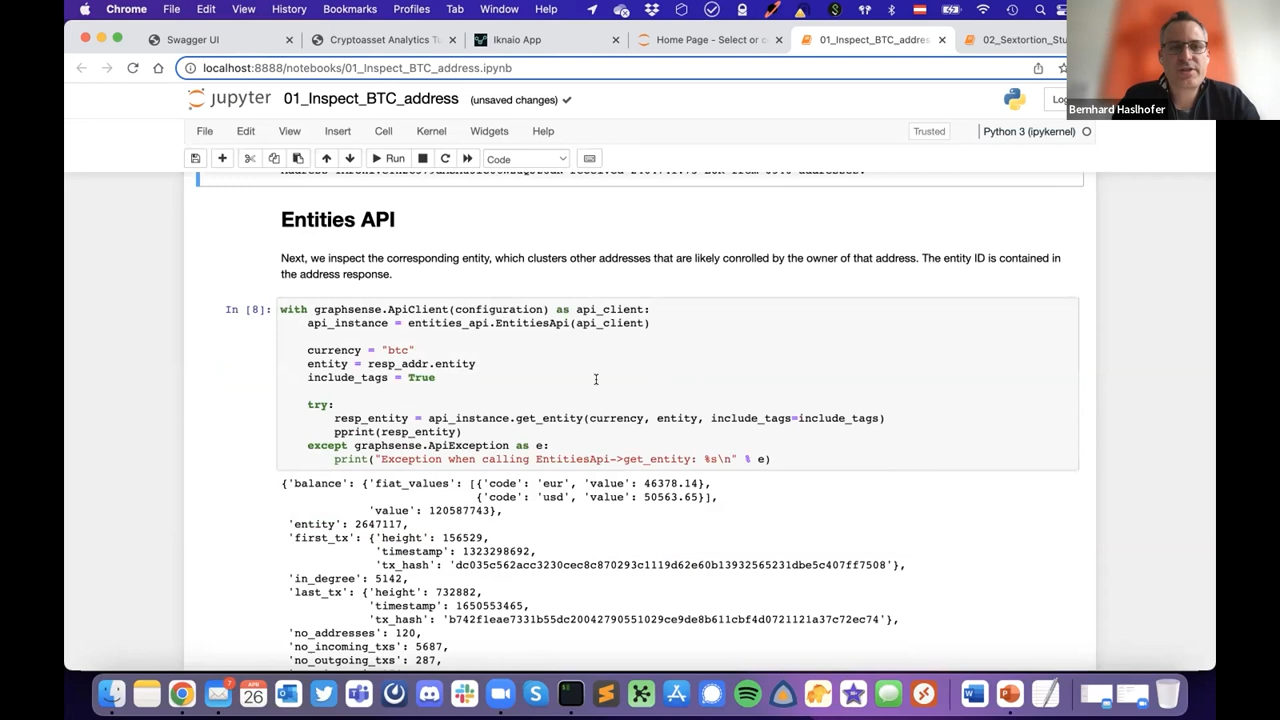 Chrome File Edit View History Bookmarks Profiles Tab Window Help
Swagger UI Cryptoasset Analytics Tu Iknaio App Home Page - Select or c 01_Inspect_BTC_addres 02_Sextortion_Stu
localhost:8888/notebooks/01_Inspect_BTC_address.ipynb
Bernhard Haslhofer
jupyter 01_Inspect_BTC_address (unsaved changes)
File Edit View Insert Cell Kernel Widgets Help Trusted Python 3 (ipykernel)
Run Code
Entities API
Next, we inspect the corresponding entity, which clusters other addresses that are likely conrolled by the owner of that address. The entity ID is contained in
the address response.
In [8]: with graphsense.ApiClient(configuration) as api_client:
api_instance = entities_api.EntitiesApi(api_client)
currency = "btc"
entity = resp_addr.entity
include_tags = True
try:
resp_entity = api_instance.get_entity(currency, entity, include_tags=include_tags)
pprint(resp_entity)
except graphsense.ApiException as e:
print("Exception when calling EntitiesApi->get_entity: %s\n" % e)
{'balance': {'fiat_values': [{'code': 'eur', 'value': 46378.14},
{'code': 'usd', 'value': 50563.65}],
'value': 120587743},
'entity': 2647117,
'first_tx': {'height': 156529,
'timestamp': 1323298692,
'tx_hash': 'dc035c562acc3230cec8c870293c1119d62e60b13932565231dbe5c407ff7508'},
'in_degree': 5142,
'last_tx': {'height': 732882,
'timestamp': 1650553465,
'tx_hash': 'b742f1eae7331b55dc20042790551029ce9de8b611cbf4d0721121a37c72ec74'},
'no_addresses': 120,
'no_incoming_txs': 5687,
'no_outgoing_txs': 287,
7
APR
26